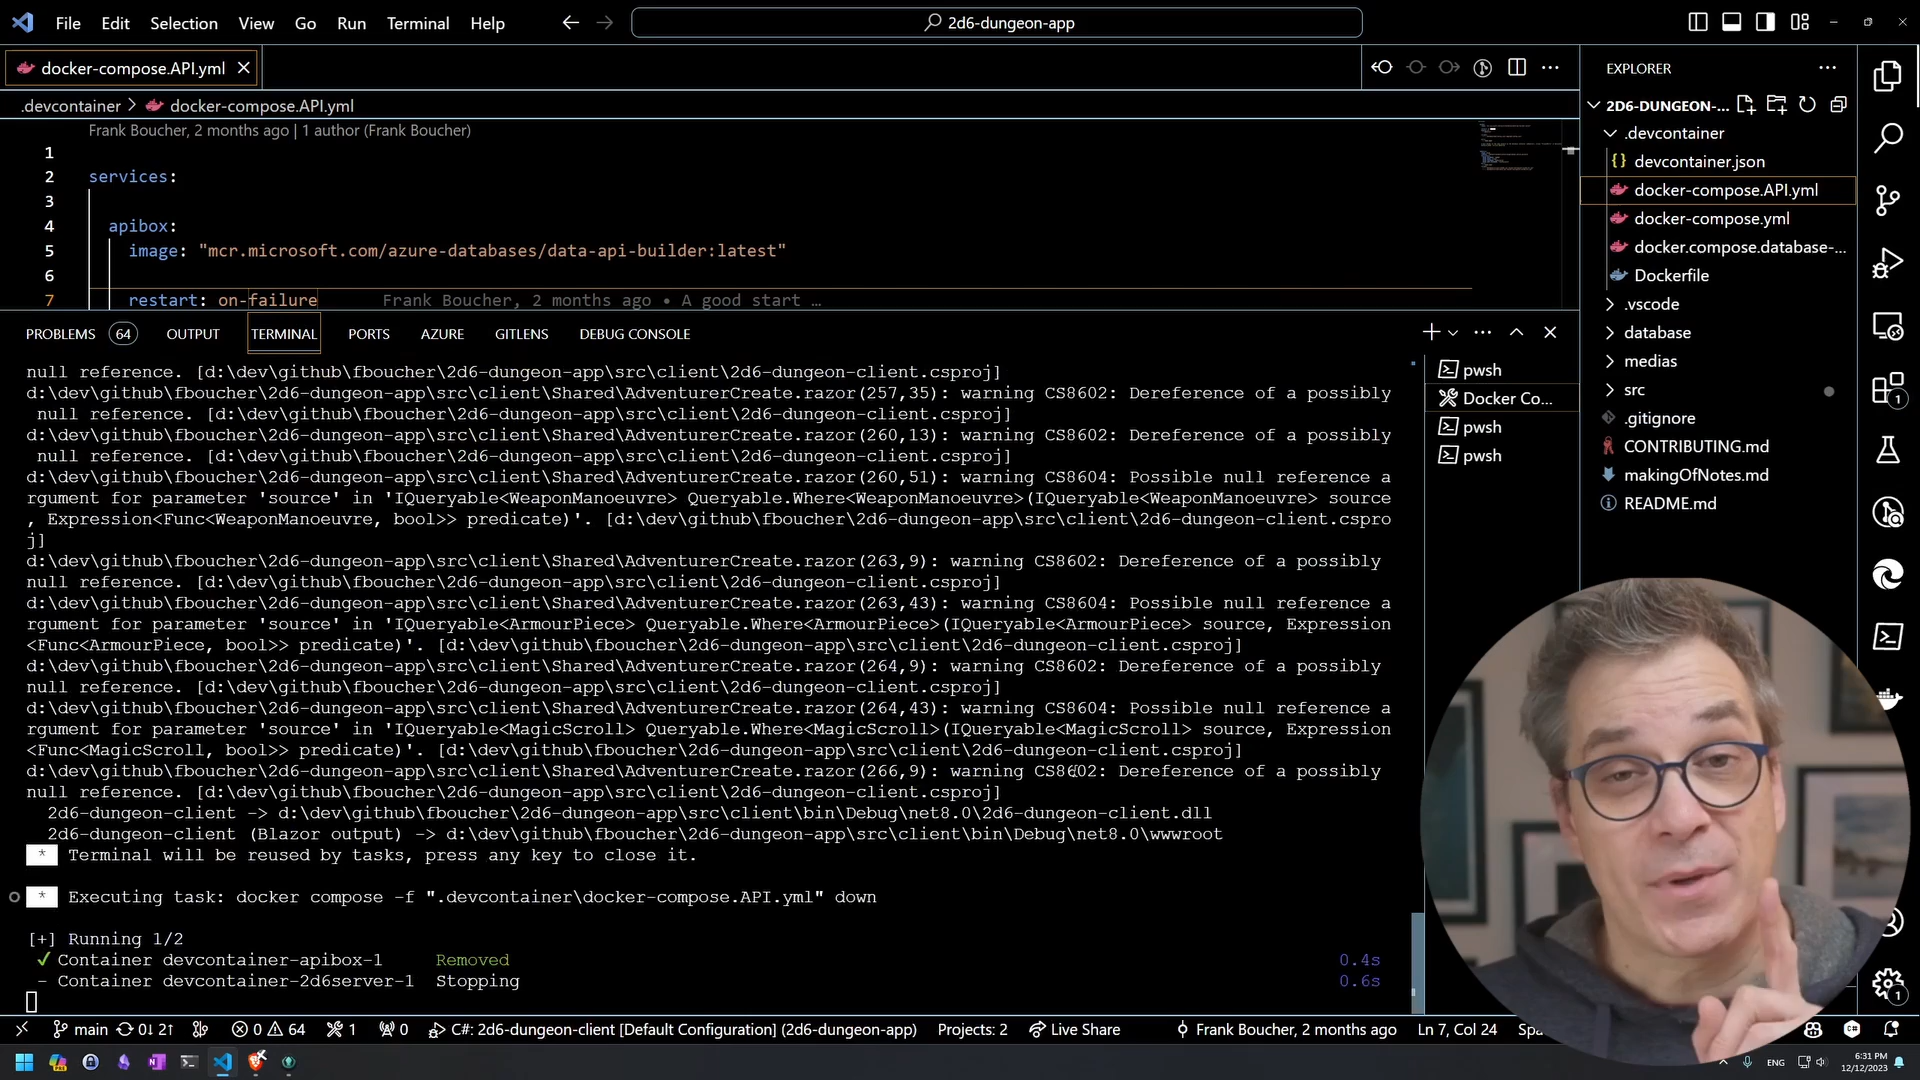 File Edit Selection View Go Run Terminal Help
2d6-dungeon-app
docker-compose.API.yml
.devcontainer > docker-compose.API.yml
Frank Boucher, 2 months ago | 1 author (Frank Boucher)
1
2 services:
3
4 apibox:
5 image: "mcr.microsoft.com/azure-databases/data-api-builder:latest"
6
7 restart: on-failure Frank Boucher, 2 months ago • A good start …
PROBLEMS 64 OUTPUT TERMINAL PORTS AZURE GITLENS DEBUG CONSOLE
null reference. [d:\dev\github\fboucher\2d6-dungeon-app\src\client\2d6-dungeon-client.csproj]
d:\dev\github\fboucher\2d6-dungeon-app\src\client\Shared\AdventurerCreate.razor(257,35): warning CS8602: Dereference of a possibly
null reference. [d:\dev\github\fboucher\2d6-dungeon-app\src\client\2d6-dungeon-client.csproj]
d:\dev\github\fboucher\2d6-dungeon-app\src\client\Shared\AdventurerCreate.razor(260,13): warning CS8602: Dereference of a possibly
null reference. [d:\dev\github\fboucher\2d6-dungeon-app\src\client\2d6-dungeon-client.csproj]
d:\dev\github\fboucher\2d6-dungeon-app\src\client\Shared\AdventurerCreate.razor(260,51): warning CS8604: Possible null reference a
rgument for parameter 'source' in 'IQueryable<WeaponManoeuvre> Queryable.Where<WeaponManoeuvre>(IQueryable<WeaponManoeuvre> source
, Expression<Func<WeaponManoeuvre, bool>> predicate)'. [d:\dev\github\fboucher\2d6-dungeon-app\src\client\2d6-dungeon-client.cspro
j]
d:\dev\github\fboucher\2d6-dungeon-app\src\client\Shared\AdventurerCreate.razor(263,9): warning CS8602: Dereference of a possibly
null reference. [d:\dev\github\fboucher\2d6-dungeon-app\src\client\2d6-dungeon-client.csproj]
d:\dev\github\fboucher\2d6-dungeon-app\src\client\Shared\AdventurerCreate.razor(263,43): warning CS8604: Possible null reference a
rgument for parameter 'source' in 'IQueryable<ArmourPiece> Queryable.Where<ArmourPiece>(IQueryable<ArmourPiece> source, Expression
<Func<ArmourPiece, bool>> predicate)'. [d:\dev\github\fboucher\2d6-dungeon-app\src\client\2d6-dungeon-client.csproj]
d:\dev\github\fboucher\2d6-dungeon-app\src\client\Shared\AdventurerCreate.razor(264,9): warning CS8602: Dereference of a possibly
null reference. [d:\dev\github\fboucher\2d6-dungeon-app\src\client\2d6-dungeon-client.csproj]
d:\dev\github\fboucher\2d6-dungeon-app\src\client\Shared\AdventurerCreate.razor(264,43): warning CS8604: Possible null reference a
rgument for parameter 'source' in 'IQueryable<MagicScroll> Queryable.Where<MagicScroll>(IQueryable<MagicScroll> source, Expression
<Func<MagicScroll, bool>> predicate)'. [d:\dev\github\fboucher\2d6-dungeon-app\src\client\2d6-dungeon-client.csproj]
d:\dev\github\fboucher\2d6-dungeon-app\src\client\Shared\AdventurerCreate.razor(266,9): warning CS8602: Dereference of a possibly
null reference. [d:\dev\github\fboucher\2d6-dungeon-app\src\client\2d6-dungeon-client.csproj]
2d6-dungeon-client -> d:\dev\github\fboucher\2d6-dungeon-app\src\client\bin\Debug\net8.0\2d6-dungeon-client.dll
2d6-dungeon-client (Blazor output) -> d:\dev\github\fboucher\2d6-dungeon-app\src\client\bin\Debug\net8.0\wwwroot
* Terminal will be reused by tasks, press any key to close it.
* Executing task: docker compose -f ".devcontainer\docker-compose.API.yml" down
[+] Running 1/2
✓ Container devcontainer-apibox-1 Removed 0.4s
- Container devcontainer-2d6server-1 Stopping 0.6s
pwsh
Docker Co...
pwsh
pwsh
EXPLORER
2D6-DUNGEON-...
.devcontainer
{} devcontainer.json
docker-compose.API.yml
docker-compose.yml
docker.compose.database-...
Dockerfile
.vscode
database
medias
src
.gitignore
CONTRIBUTING.md
makingOfNotes.md
README.md
1
1
main 0↓ 2↑ 0 64 1 0 C#: 2d6-dungeon-client [Default Configuration] (2d6-dungeon-app) Projects: 2 Live Share Frank Boucher, 2 months ago Ln 7, Col 24 Spa
ENG 6:31 PM
12/12/2023